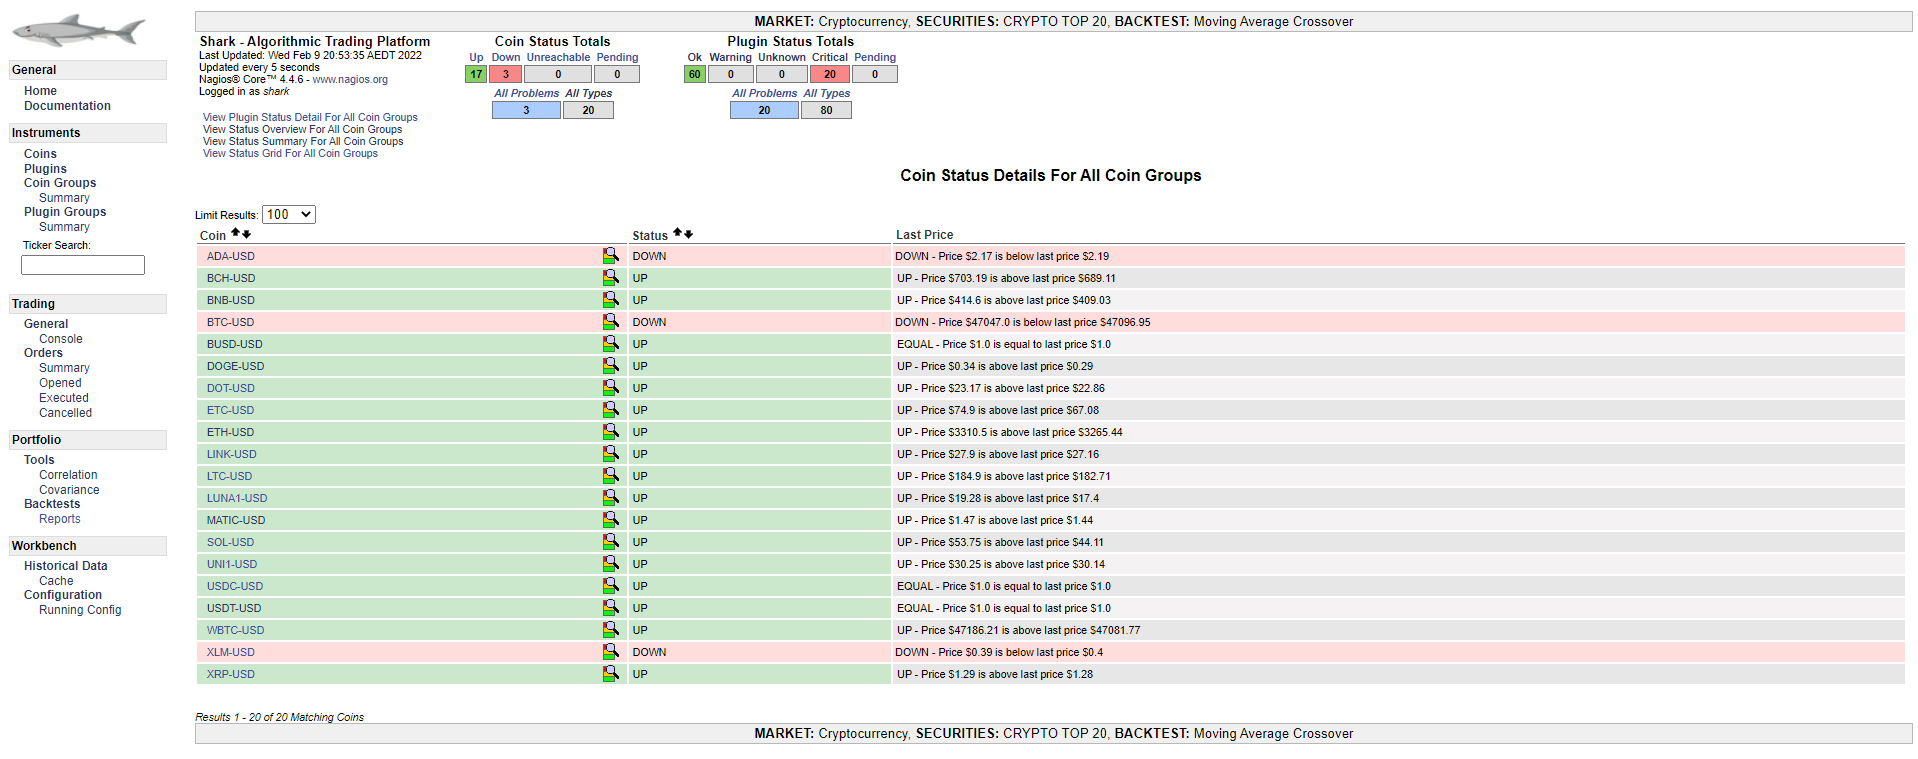 MARKET: Cryptocurrency, SECURITIES: CRYPTO TOP 20, BACKTEST: Moving Average Crossover
General
Home
Documentation
Instruments
Coins
Plugins
Coin Groups
Summary
Plugin Groups
Summary
Ticker Search:
Trading
General
Console
Orders
Summary
Opened
Executed
Cancelled
Portfolio
Tools
Correlation
Covariance
Backtests
Reports
Workbench
Historical Data
Cache
Configuration
Running Config
Shark - Algorithmic Trading Platform
Last Updated: Wed Feb 9 20:53:35 AEDT 2022
Updated every 5 seconds
Nagios® Core™ 4.4.6 - www.nagios.org
Logged in as shark
View Plugin Status Detail For All Coin Groups
View Status Overview For All Coin Groups
View Status Summary For All Coin Groups
View Status Grid For All Coin Groups
Coin Status Totals
Up Down Unreachable Pending
17 3 0 0
All Problems All Types
3 20
Plugin Status Totals
Ok Warning Unknown Critical Pending
60 0 0 20 0
All Problems All Types
20 80
Coin Status Details For All Coin Groups
Limit Results: 100
Coin Status Last Price
ADA-USD DOWN DOWN - Price $2.17 is below last price $2.19
BCH-USD UP UP - Price $703.19 is above last price $689.11
BNB-USD UP UP - Price $414.6 is above last price $409.03
BTC-USD DOWN DOWN - Price $47047.0 is below last price $47096.95
BUSD-USD UP EQUAL - Price $1.0 is equal to last price $1.0
DOGE-USD UP UP - Price $0.34 is above last price $0.29
DOT-USD UP UP - Price $23.17 is above last price $22.86
ETC-USD UP UP - Price $74.9 is above last price $67.08
ETH-USD UP UP - Price $3310.5 is above last price $3265.44
LINK-USD UP UP - Price $27.9 is above last price $27.16
LTC-USD UP UP - Price $184.9 is above last price $182.71
LUNA1-USD UP UP - Price $19.28 is above last price $17.4
MATIC-USD UP UP - Price $1.47 is above last price $1.44
SOL-USD UP UP - Price $53.75 is above last price $44.11
UNI1-USD UP UP - Price $30.25 is above last price $30.14
USDC-USD UP EQUAL - Price $1.0 is equal to last price $1.0
USDT-USD UP EQUAL - Price $1.0 is equal to last price $1.0
WBTC-USD UP UP - Price $47186.21 is above last price $47081.77
XLM-USD DOWN DOWN - Price $0.39 is below last price $0.4
XRP-USD UP UP - Price $1.29 is above last price $1.28
Results 1 - 20 of 20 Matching Coins
MARKET: Cryptocurrency, SECURITIES: CRYPTO TOP 20, BACKTEST: Moving Average Crossover